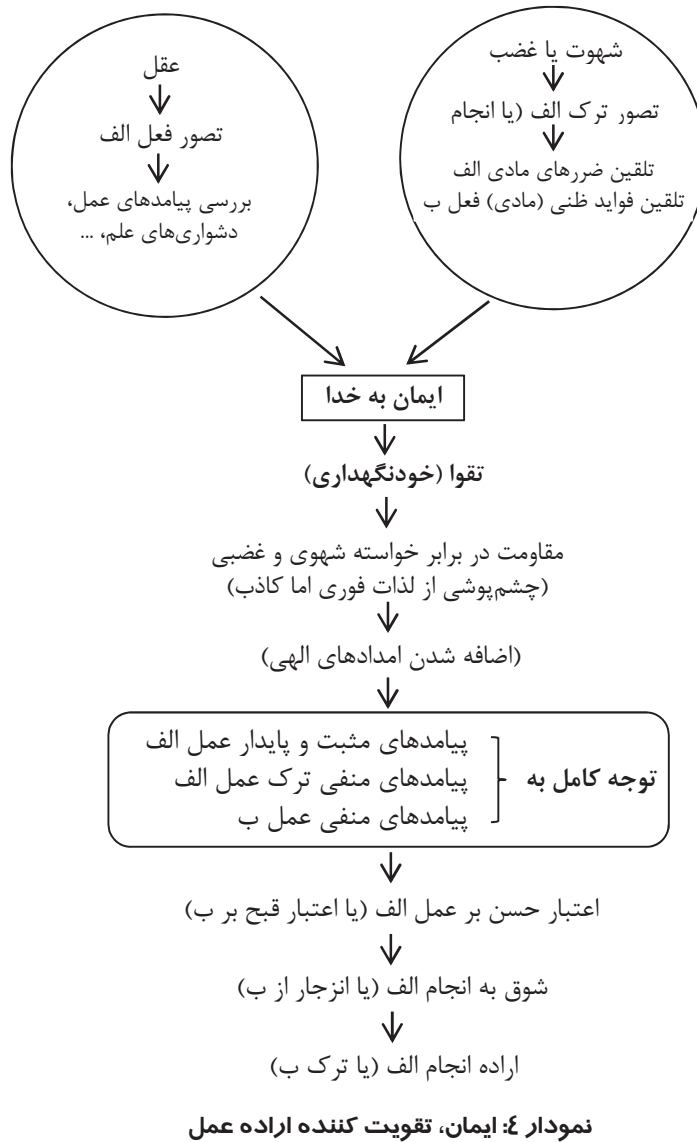 شهوت یا غضب
تصور ترک الف (یا انجام
تلقین ضررهای مادی الف
تلقین فواید ظنی (مادی) فعل ب
عقل
تصور فعل الف
بررسی پیامدهای عمل،
دشواری‌های علم، ...
ایمان به خدا
تقوا (خودنگهداری)
مقاومت در برابر خواسته شهوی و غضبی
(چشم‌پوشی از لذات فوری اما کاذب)
(اضافه شدن امدادهای الهی)
توجه کامل به
پیامدهای مثبت و پایدار عمل الف
پیامدهای منفی ترک عمل الف
پیامدهای منفی عمل ب
اعتبار حسن بر عمل الف (یا اعتبار قبح بر ب)
شوق به انجام الف (یا انزجار از ب)
اراده انجام الف (یا ترک ب)
نمودار ٤: ایمان، تقویت کننده اراده عمل